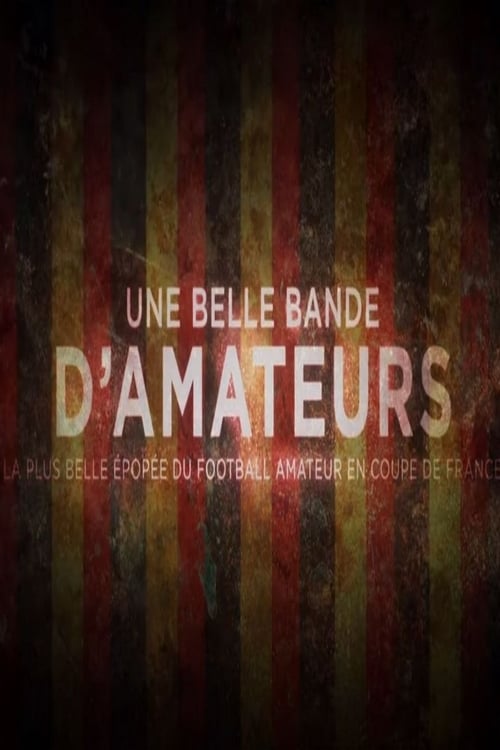 UNE BELLE BANDE
D'AMATEURS
LA PLUS BELLE ÉPOPÉE DU FOOTBALL AMATEUR EN COUPE DE FRANCE